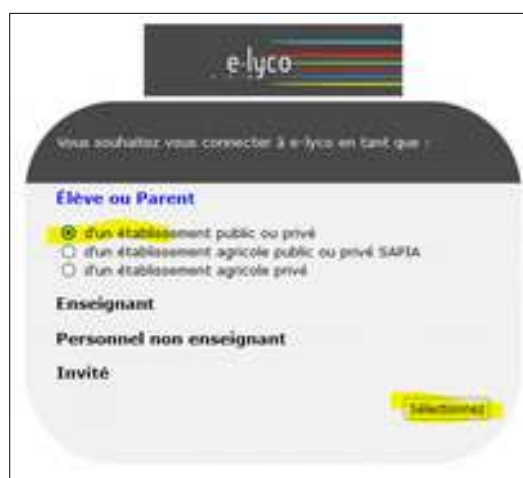 e-lyco
Vous souhaitez vous connecter à e-lyco en tant que :
Élève ou Parent
d'un établissement public ou privé
d'un établissement agricole public ou privé SAPIA
d'un établissement agricole privé
Enseignant
Personnel non enseignant
Invité
Sélectionnez